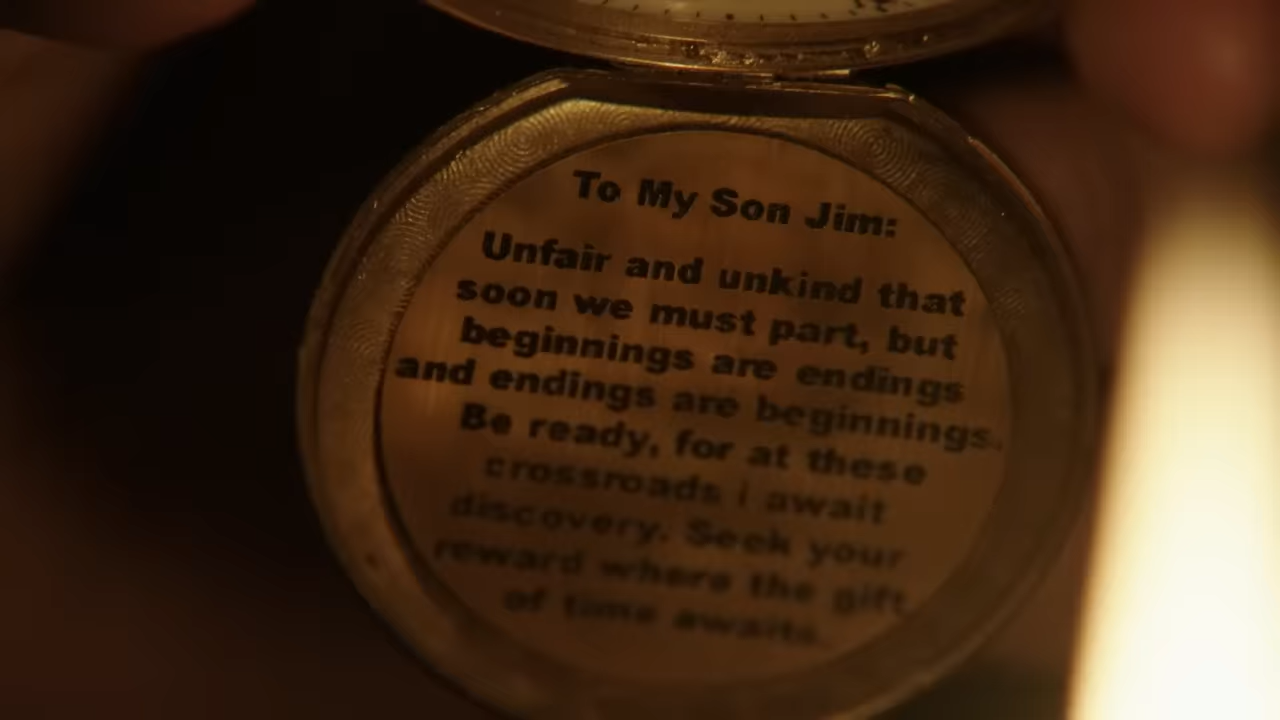 To My Son Jim:
Unfair and unkind that
soon we must part, but
beginnings are endings
and endings are beginnings.
Be ready, for at these
crossroads i await
discovery. Seek your
reward where the gift
of time awaits.